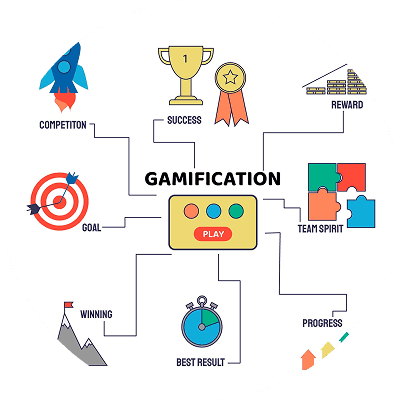 1
COMPETITON
SUCCESS
REWARD
GAMIFICATION
PLAY
GOAL
TEAM SPIRIT
WINNING
BEST RESULT
PROGRESS